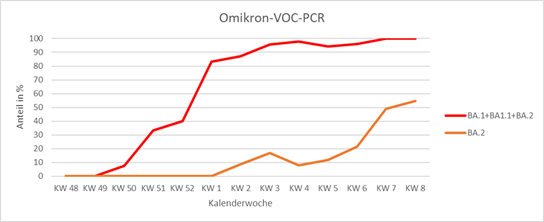 Omikron-VOC-PCR
Anteil in %
100
90
80
70
60
50
40
30
20
10
0
KW 48 KW 49 KW 50 KW 51 KW 52 KW 1 KW 2 KW 3 KW 4 KW 5 KW 6 KW 7 KW 8
Kalenderwoche
BA.1+BA1.1+BA.2
BA.2